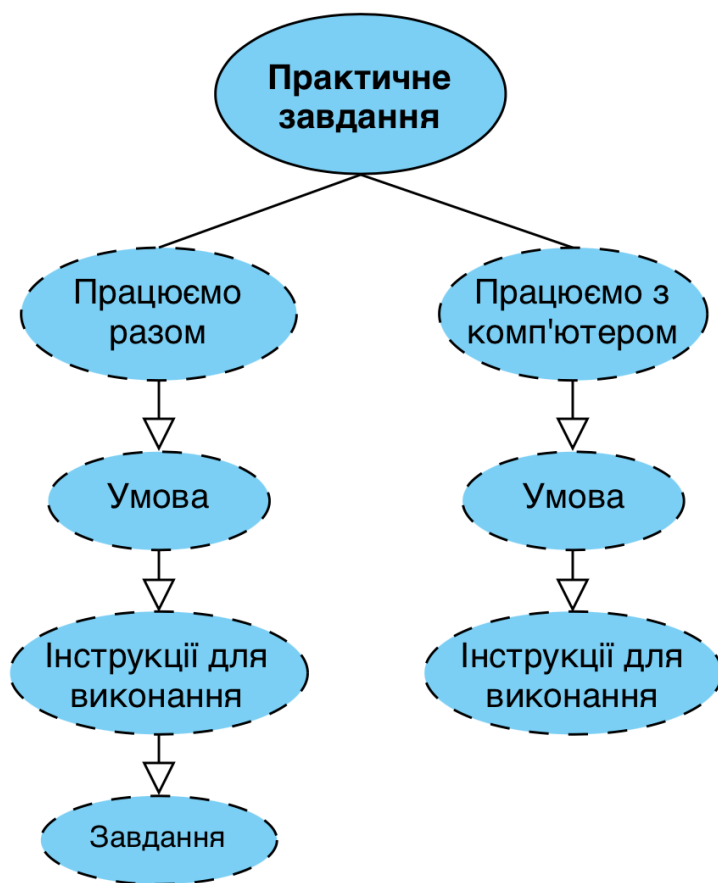 Практичне
завдання
Працюємо
разом
Працюємо з
комп'ютером
Умова
Умова
Інструкції для
виконання
Інструкції для
виконання
Завдання